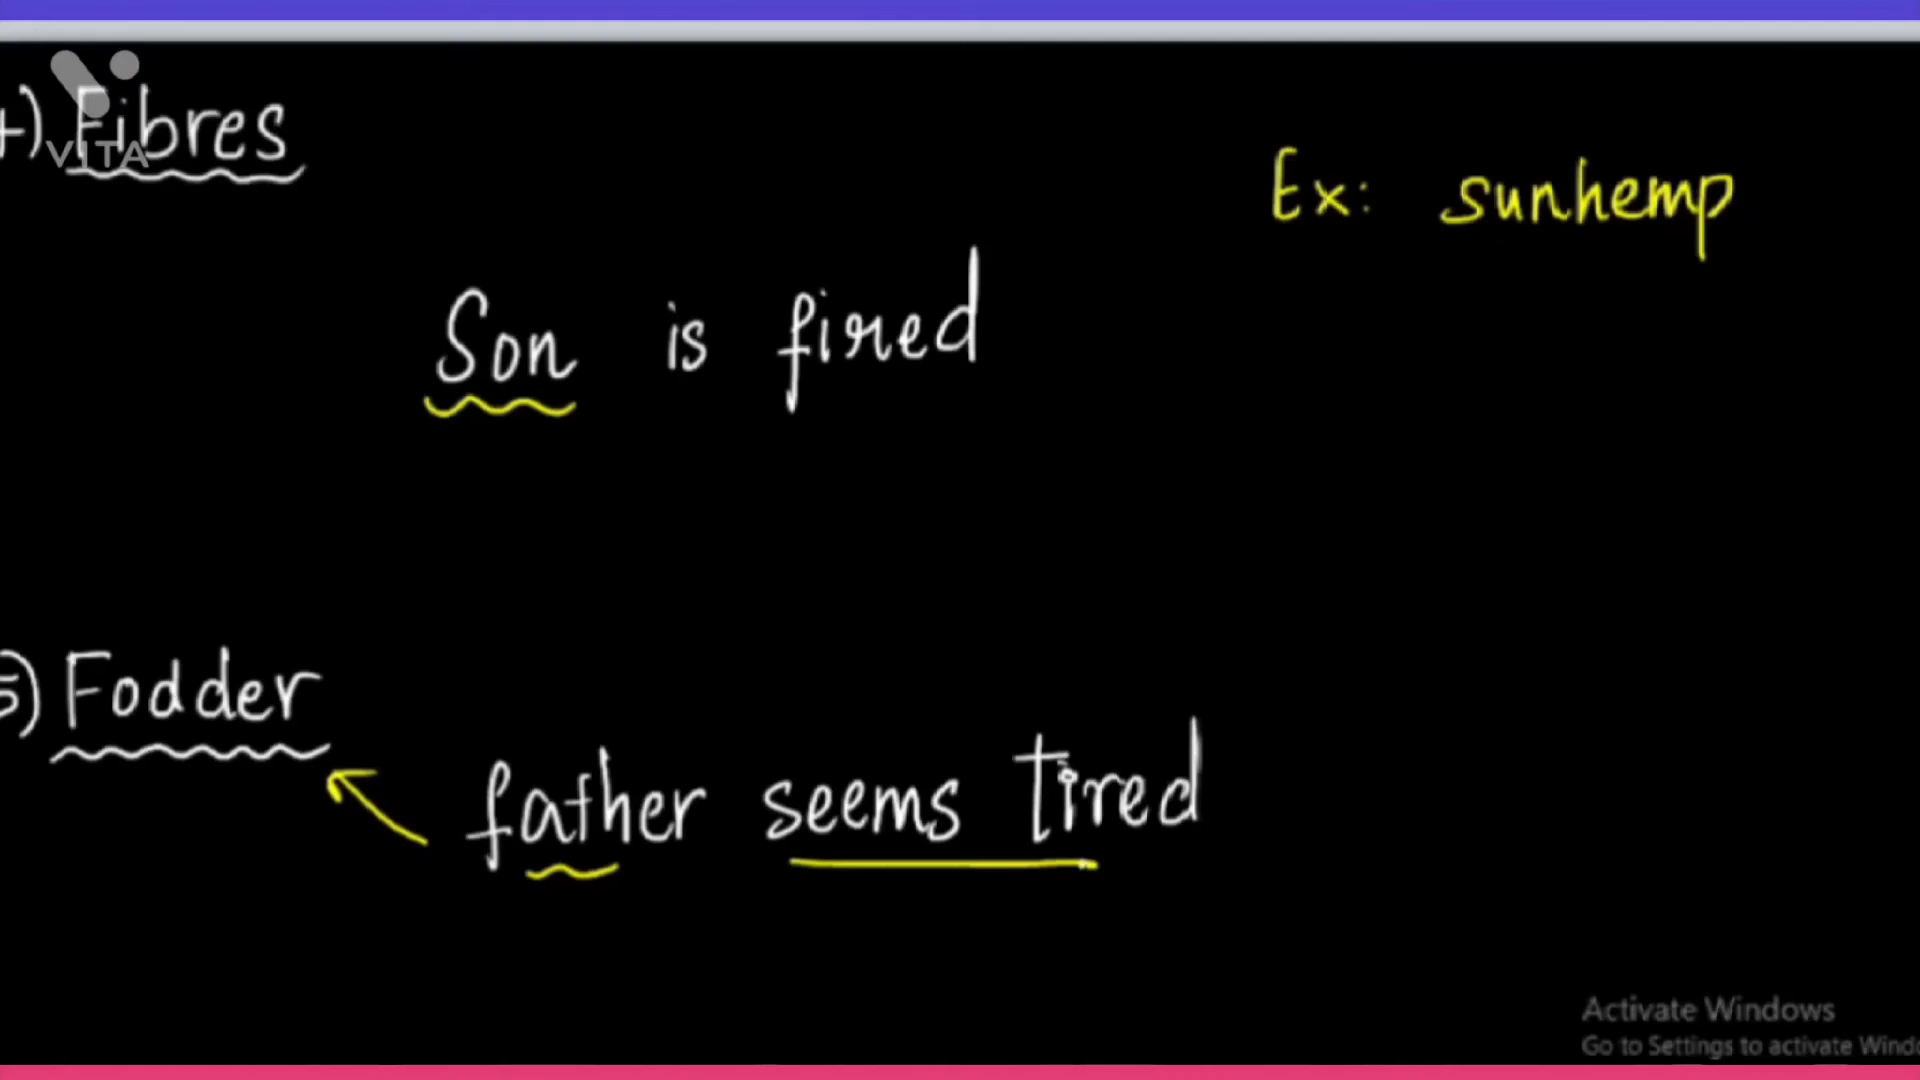 4) Fibres
VITA
Ex: sunhemp
Son is fired
5) Fodder
father seems tired
Activate Windows
Go to Settings to activate Windo